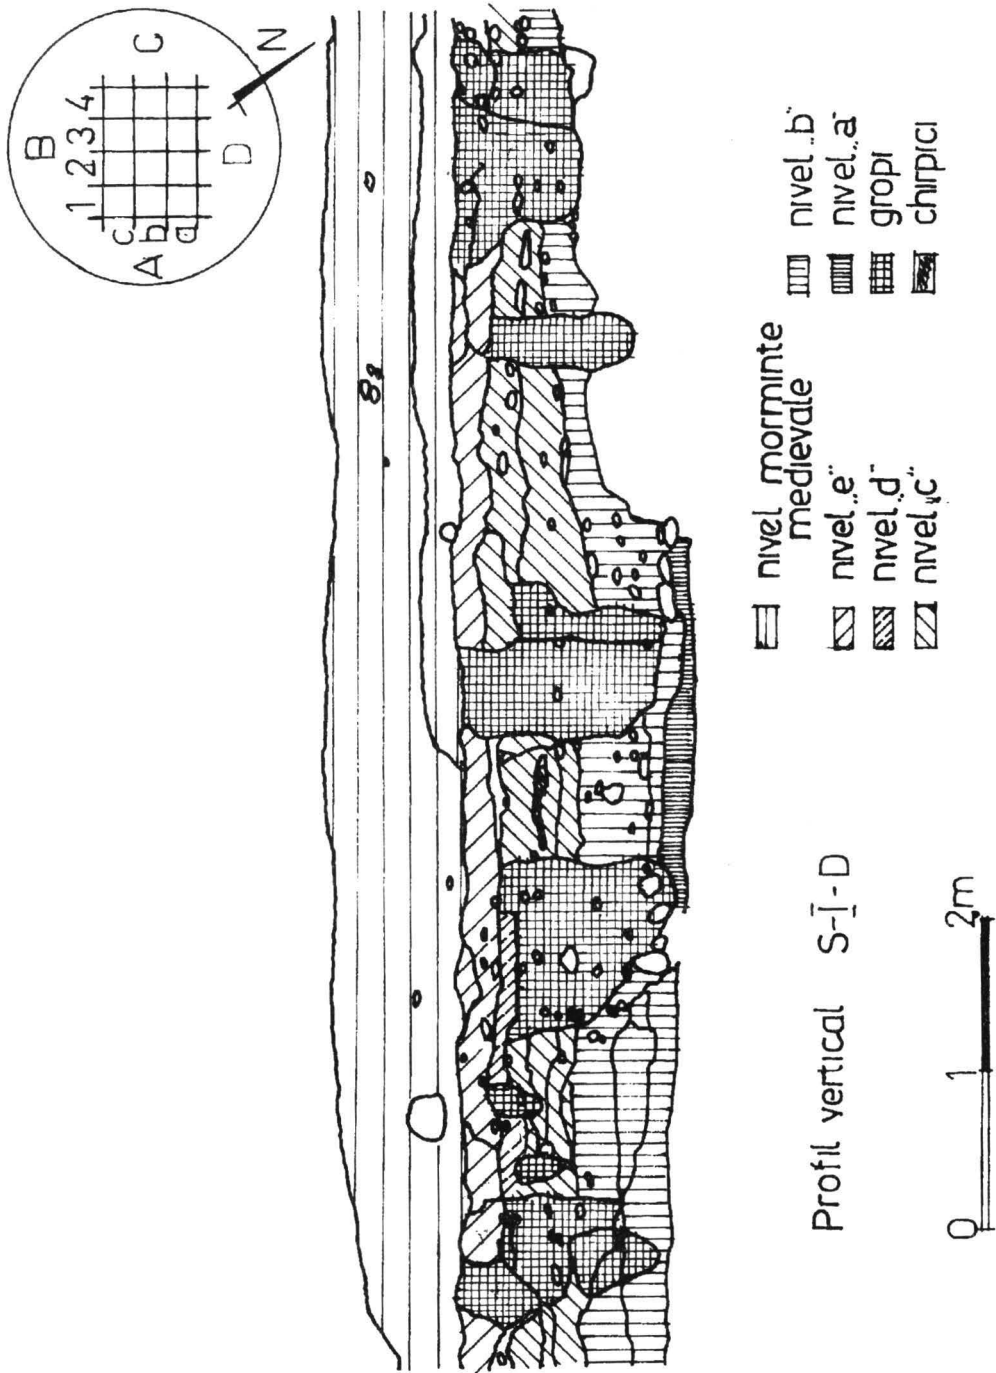 B
1 2 3 4
C
c
A b
a
D
N
nivel morminte
medievale
nivel „e”
nivel „d”
nivel „c”
nivel „b”
nivel „a”
gropi
chirpici
Profil vertical S-I-D
0 1 2m